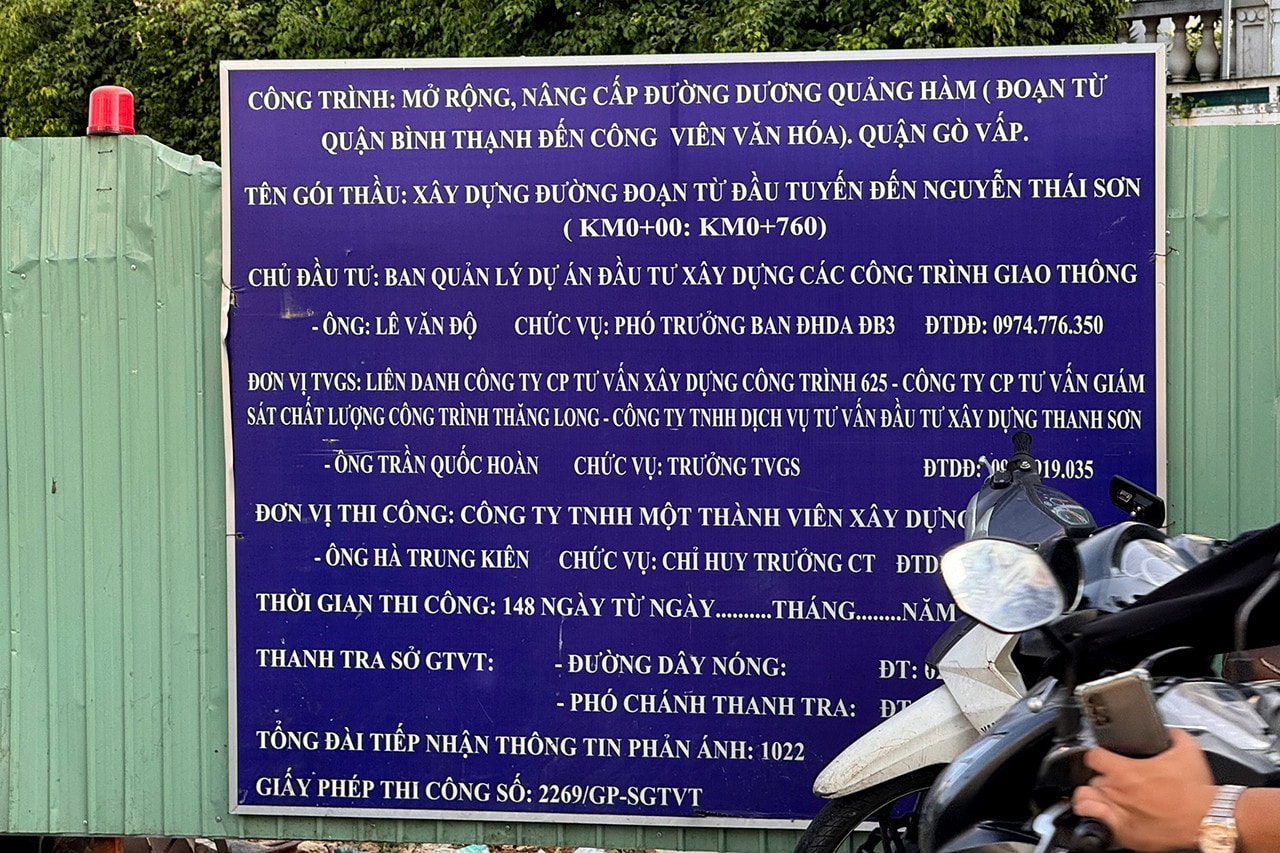 CÔNG TRÌNH: MỞ RỘNG, NÂNG CẤP ĐƯỜNG DƯƠNG QUẢNG HÀM ( ĐOẠN TỪ
QUẬN BÌNH THẠNH ĐẾN CÔNG VIÊN VĂN HÓA). QUẬN GÒ VẤP.
TÊN GÓI THẦU: XÂY DỰNG ĐƯỜNG ĐOẠN TỪ ĐẦU TUYẾN ĐẾN NGUYỄN THÁI SƠN
( KM0+00: KM0+760)
CHỦ ĐẦU TƯ: BAN QUẢN LÝ DỰ ÁN ĐẦU TƯ XÂY DỰNG CÁC CÔNG TRÌNH GIAO THÔNG
- ÔNG: LÊ VĂN ĐỘ CHỨC VỤ: PHÓ TRƯỞNG BAN ĐHDA ĐB3 ĐTDĐ: 0974.776.350
ĐƠN VỊ TVGS: LIÊN DANH CÔNG TY CP TƯ VẤN XÂY DỰNG CÔNG TRÌNH 625 - CÔNG TY CP TƯ VẤN GIÁM
SÁT CHẤT LƯỢNG CÔNG TRÌNH THĂNG LONG - CÔNG TY TNHH DỊCH VỤ TƯ VẤN ĐẦU TƯ XÂY DỰNG THANH SƠN
- ÔNG TRẦN QUỐC HOÀN CHỨC VỤ: TRƯỞNG TVGS ĐTDĐ: 019.035
ĐƠN VỊ THI CÔNG: CÔNG TY TNHH MỘT THÀNH VIÊN XÂY DỰNG
- ÔNG HÀ TRUNG KIÊN CHỨC VỤ: CHỈ HUY TRƯỞNG CT
THỜI GIAN THI CÔNG: 148 NGÀY TỪ NGÀY..........THÁNG........NĂM
THANH TRA SỞ GTVT: - ĐƯỜNG DÂY NÓNG: ĐT:
- PHÓ CHÁNH THANH TRA: ĐT
TỔNG ĐÀI TIẾP NHẬN THÔNG TIN PHẢN ÁNH: 1022
GIẤY PHÉP THI CÔNG SỐ: 2269/GP-SGTVT